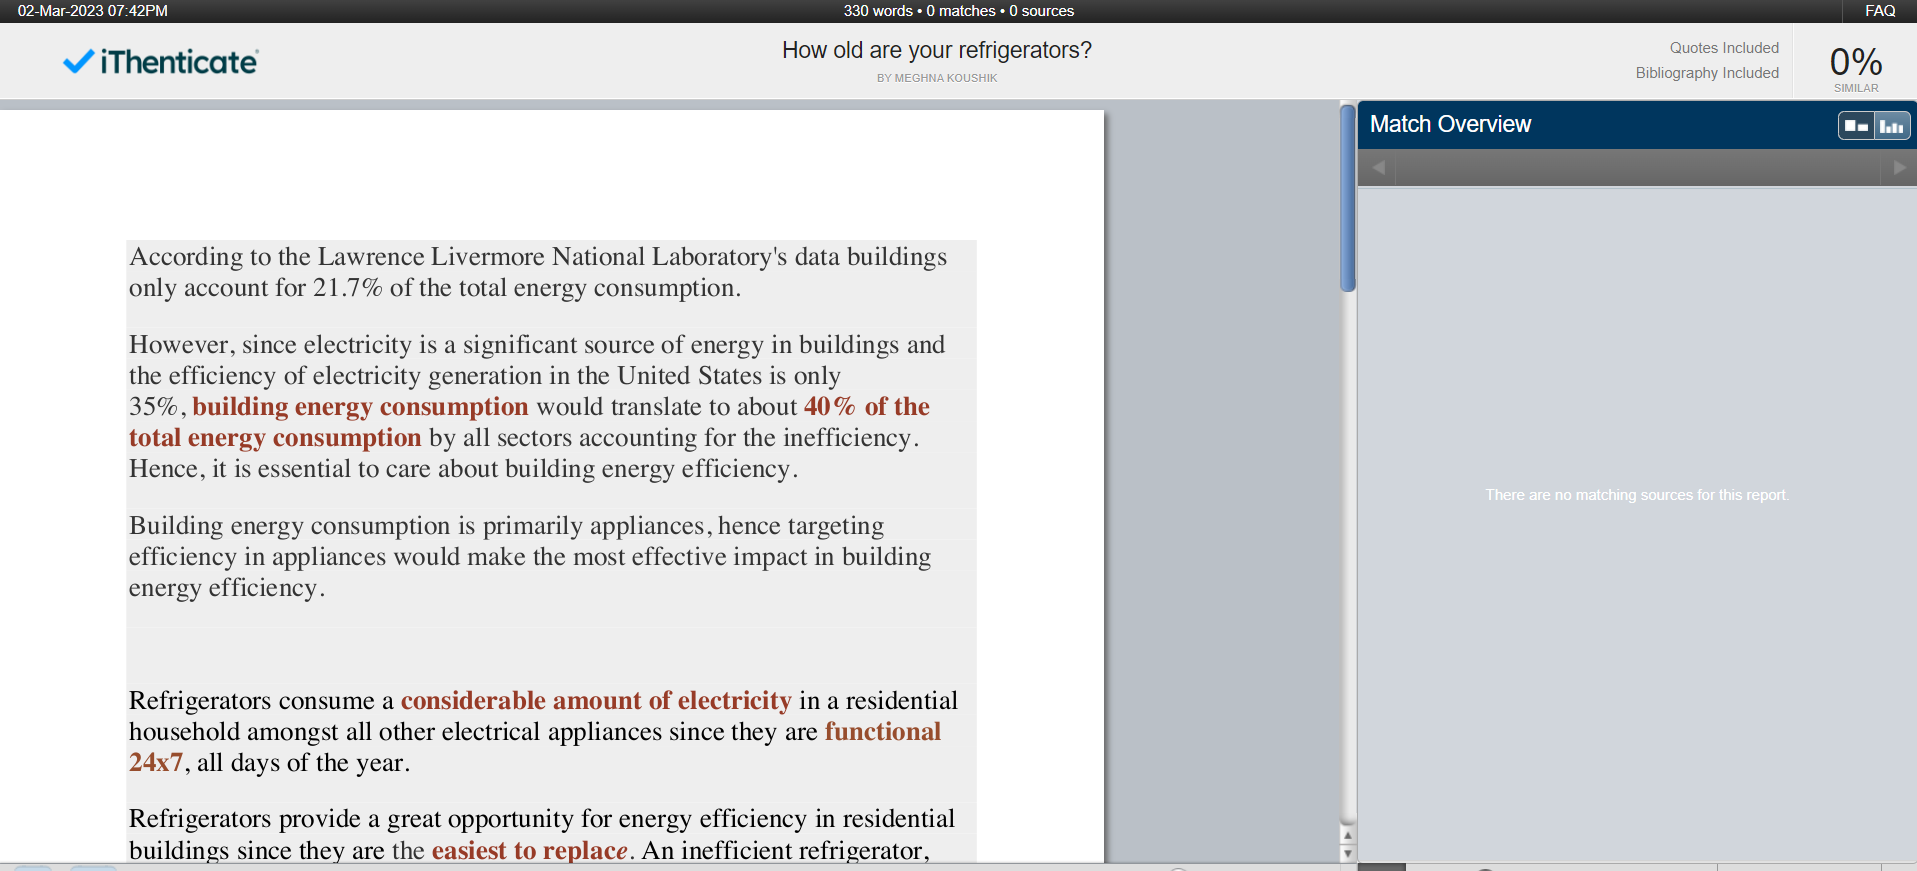 02-Mar-2023 07:42PM
330 words • 0 matches • 0 sources
FAQ
iThenticate®
How old are your refrigerators?
BY MEGHNA KOUSHIK
Quotes Included
Bibliography Included
0%
SIMILAR
Match Overview
According to the Lawrence Livermore National Laboratory's data buildings
only account for 21.7% of the total energy consumption.
However, since electricity is a significant source of energy in buildings and
the efficiency of electricity generation in the United States is only
35%, building energy consumption would translate to about 40% of the
total energy consumption by all sectors accounting for the inefficiency.
Hence, it is essential to care about building energy efficiency.
Building energy consumption is primarily appliances, hence targeting
efficiency in appliances would make the most effective impact in building
energy efficiency.
Refrigerators consume a considerable amount of electricity in a residential
household amongst all other electrical appliances since they are functional
24x7, all days of the year.
Refrigerators provide a great opportunity for energy efficiency in residential
buildings since they are the easiest to replace. An inefficient refrigerator,
There are no matching sources for this report.